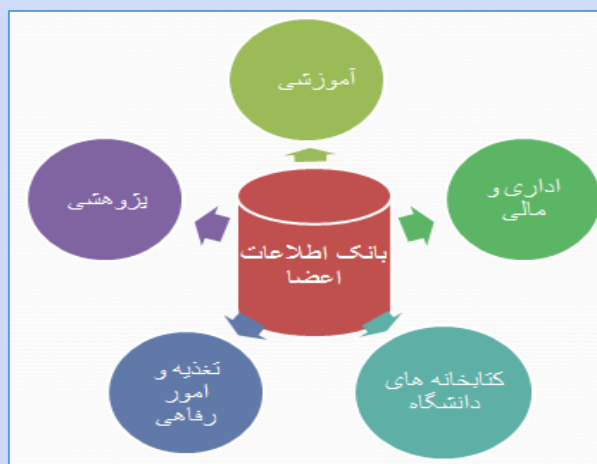 آموزشی
اداری و
مالی
پژوهشی
بانک اطلاعات
اعضا
کتابخانه های
دانشگاه
تغذیه و
امور
رفاهی